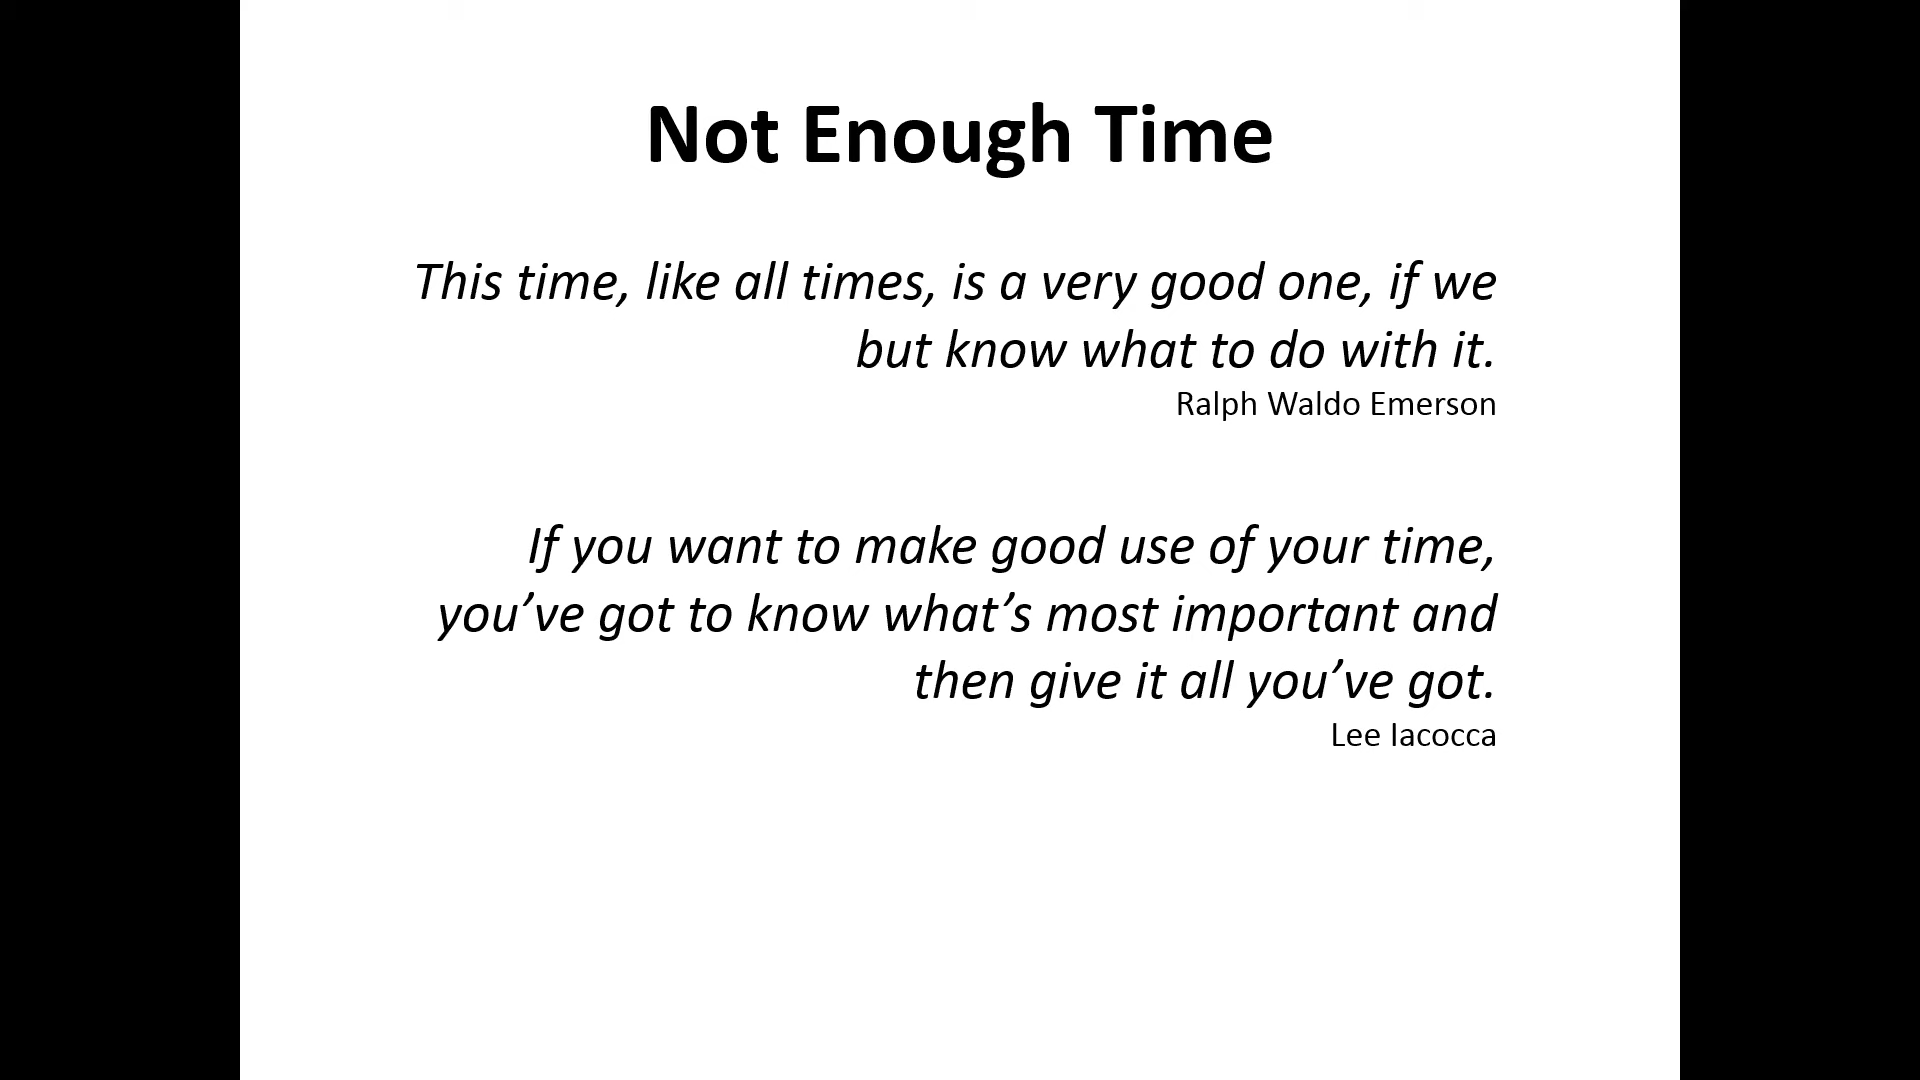 Not Enough Time
This time, like all times, is a very good one, if we
but know what to do with it.
Ralph Waldo Emerson
If you want to make good use of your time,
you’ve got to know what’s most important and
then give it all you’ve got.
Lee Iacocca